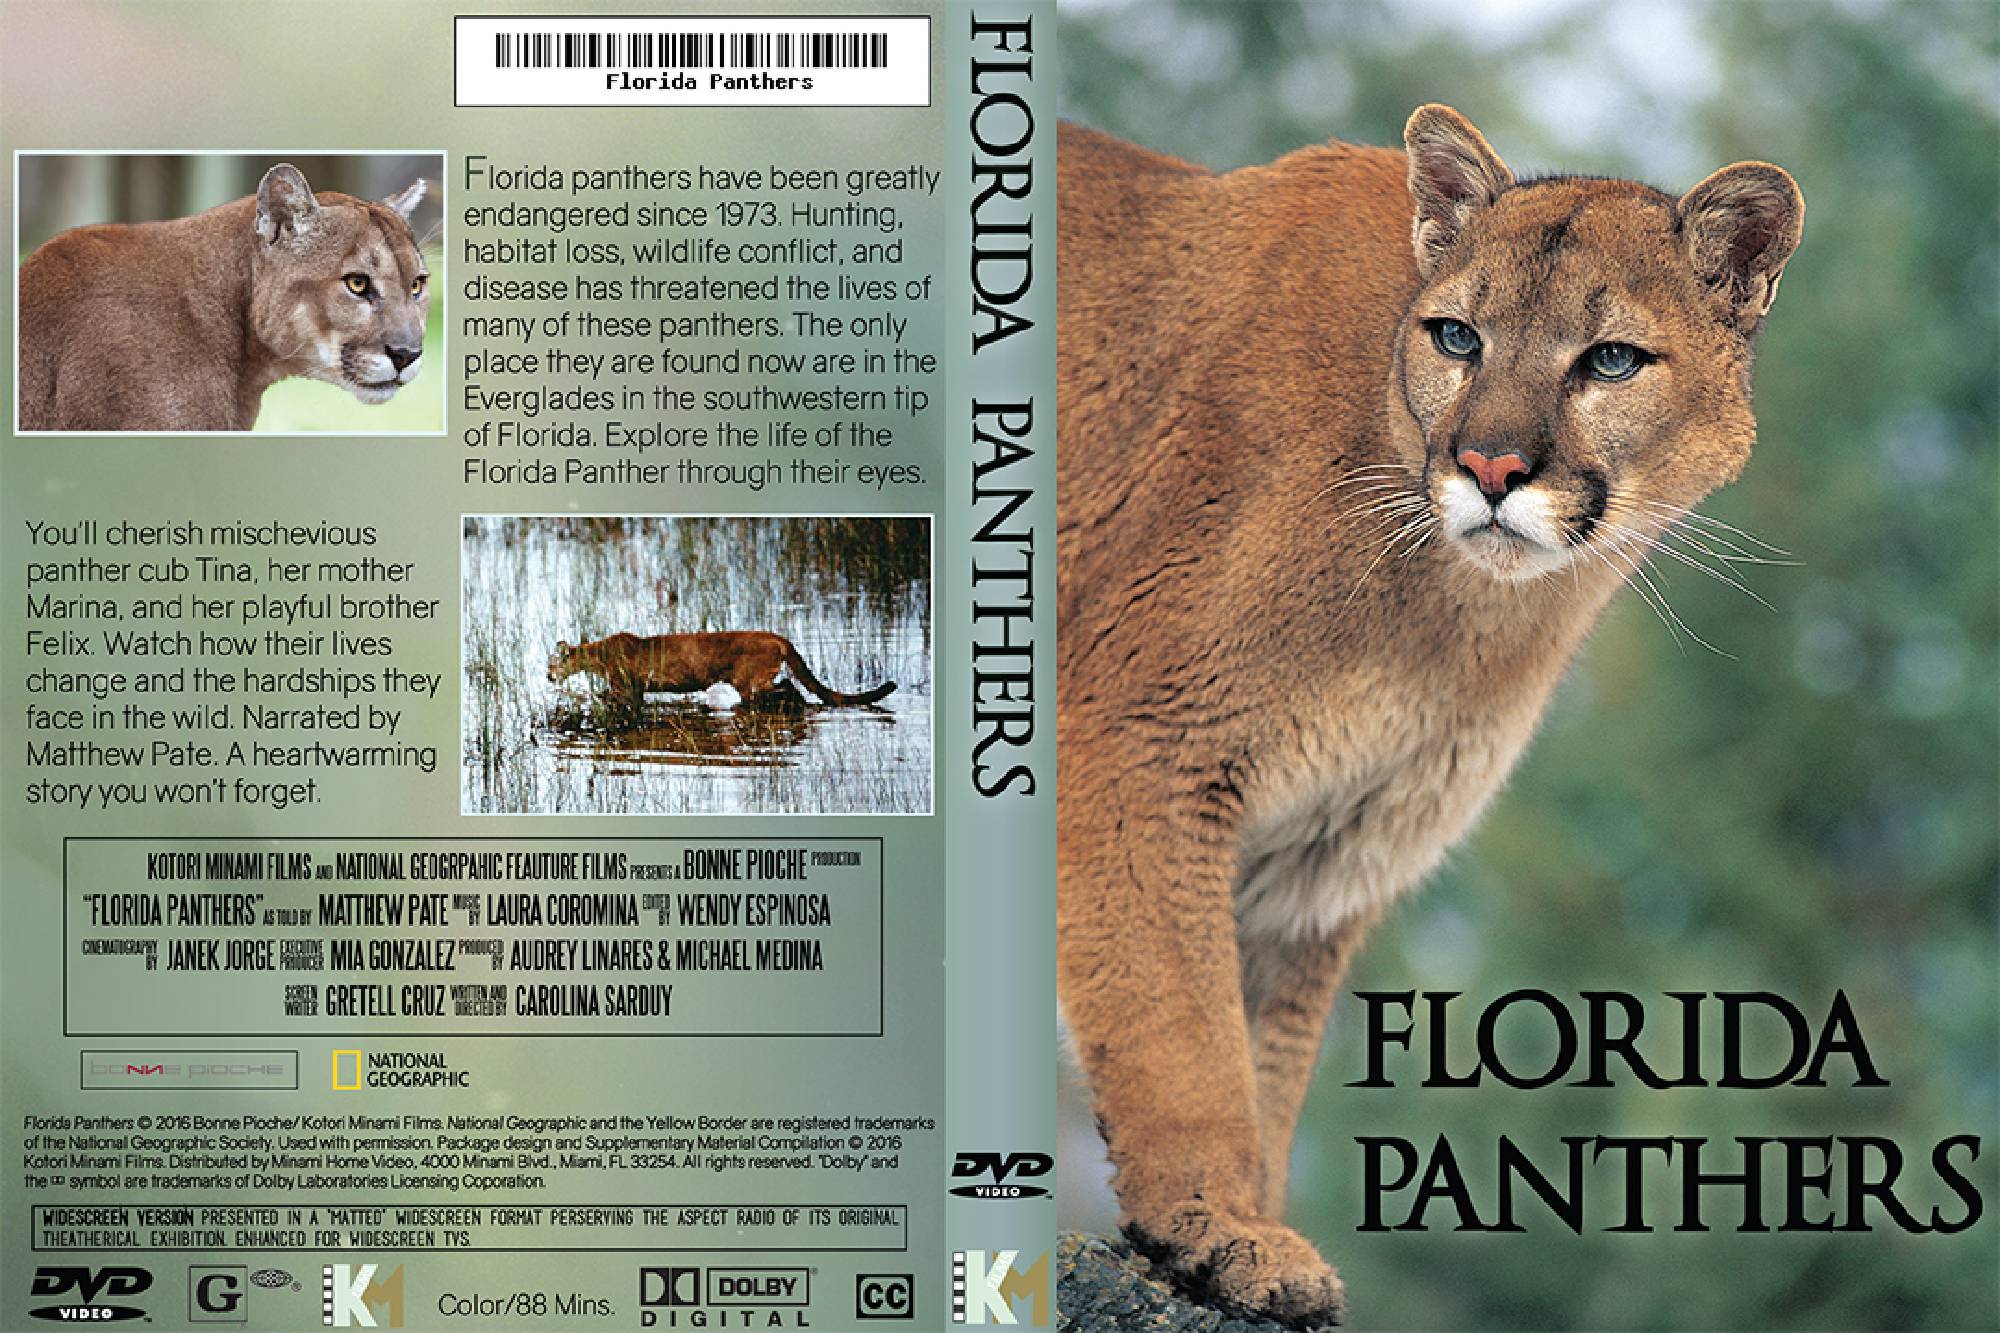 Florida Panthers
Florida panthers have been greatly
endangered since 1973. Hunting,
habitat loss, wildlife conflict, and
disease has threatened the lives of
many of these panthers. The only
place they are found now are in the
Everglades in the southwestern tip
of Florida. Explore the life of the
Florida Panther through their eyes.
You'll cherish mischevious
panther cub Tina, her mother
Marina, and her playful brother
Felix. Watch how their lives
change and the hardships they
face in the wild. Narrated by
Matthew Pate. A heartwarming
story you won't forget.
KOTORI MINAMI FILMS AND NATIONAL GEOGRPAHIC FEAUTURE FILMS PRESENTS A BONNE PIOCHE PRODUCTION
"FLORIDA PANTHERS" AS TOLD BY MATTHEW PATE MUSIC BY LAURA COROMINA EDITED BY WENDY ESPINOSA
CINEMATOGRAPHY BY JANEK JORGE EXECUTIVE PRODUCER MIA GONZALEZ PRODUCED BY AUDREY LINARES & MICHAEL MEDINA
SCREEN WRITER GRETELL CRUZ WRITTEN AND DIRECTED BY CAROLINA SARDUY
boNNE PIOCHE
NATIONAL
GEOGRAPHIC
Florida Panthers © 2016 Bonne Pioche/ Kotori Minami Films. National Geographic and the Yellow Border are registered trademarks
of the National Geographic Society. Used with permission. Package design and Supplementary Material Compilation © 2016
Kotori Minami Films. Distributed by Minami Home Video, 4000 Minami Blvd., Miami, FL 33254. All rights reserved. "Dolby" and
the symbol are trademarks of Dolby Laboratories Licensing Coporation.
WIDESCREEN VERSION PRESENTED IN A 'MATTED' WIDESCREEN FORMAT PERSERVING THE ASPECT RADIO OF ITS ORIGINAL
THEATHERICAL EXHIBITION. ENHANCED FOR WIDESCREEN TVS.
DVD
VIDEO
G
KM
Color/88 Mins.
DOLBY
DIGITAL
CC
FLORIDA PANTHERS
DVD
VIDEO
KM
FLORIDA
PANTHERS